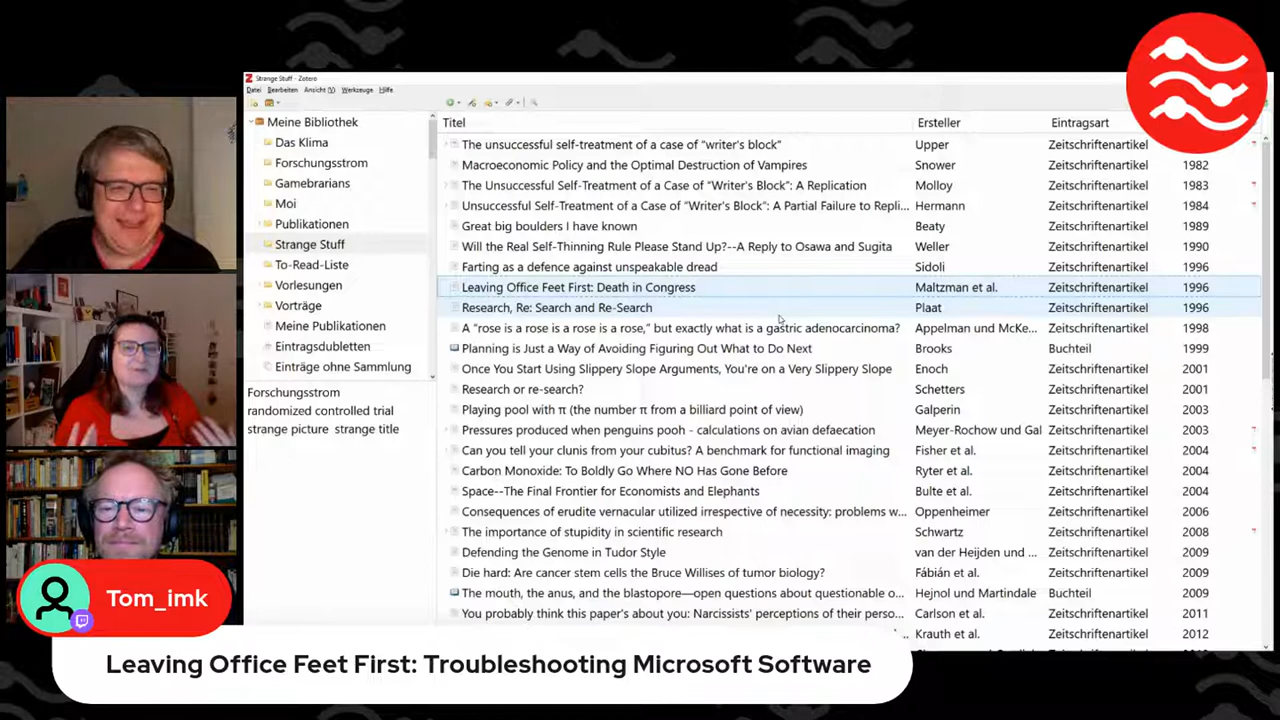 Strange Stuff - Zotero
Datei Bearbeiten Ansicht (V) Werkzeuge Hilfe
Meine Bibliothek
Das Klima
Forschungsstrom
Gamebrarians
Moi
Publikationen
Strange Stuff
To-Read-Liste
Vorlesungen
Vorträge
Meine Publikationen
Eintragsdubletten
Einträge ohne Sammlung
Forschungsstrom
randomized controlled trial
strange picture strange title
Titel Ersteller Eintragsart
The unsuccessful self-treatment of a case of "writer's block" Upper Zeitschriftenartikel
Macroeconomic Policy and the Optimal Destruction of Vampires Snower Zeitschriftenartikel 1982
The Unsuccessful Self-Treatment of a Case of "Writer's Block": A Replication Molloy Zeitschriftenartikel 1983
Unsuccessful Self-Treatment of a Case of "Writer's Block": A Partial Failure to Repli... Hermann Zeitschriftenartikel 1984
Great big boulders I have known Beaty Zeitschriftenartikel 1989
Will the Real Self-Thinning Rule Please Stand Up?--A Reply to Osawa and Sugita Weller Zeitschriftenartikel 1990
Farting as a defence against unspeakable dread Sidoli Zeitschriftenartikel 1996
Leaving Office Feet First: Death in Congress Maltzman et al. Zeitschriftenartikel 1996
Research, Re: Search and Re-Search Plaat Zeitschriftenartikel 1996
A "rose is a rose is a rose is a rose," but exactly what is a gastric adenocarcinoma? Appelman und McKe... Zeitschriftenartikel 1998
Planning is Just a Way of Avoiding Figuring Out What to Do Next Brooks Buchteil 1999
Once You Start Using Slippery Slope Arguments, You're on a Very Slippery Slope Enoch Zeitschriftenartikel 2001
Research or re-search? Schetters Zeitschriftenartikel 2001
Playing pool with π (the number π from a billiard point of view) Galperin Zeitschriftenartikel 2003
Pressures produced when penguins pooh - calculations on avian defaecation Meyer-Rochow und Gal Zeitschriftenartikel 2003
Can you tell your clunis from your cubitus? A benchmark for functional imaging Fisher et al. Zeitschriftenartikel 2004
Carbon Monoxide: To Boldly Go Where NO Has Gone Before Ryter et al. Zeitschriftenartikel 2004
Space--The Final Frontier for Economists and Elephants Bulte et al. Zeitschriftenartikel 2004
Consequences of erudite vernacular utilized irrespective of necessity: problems w... Oppenheimer Zeitschriftenartikel 2006
The importance of stupidity in scientific research Schwartz Zeitschriftenartikel 2008
Defending the Genome in Tudor Style van der Heijden und ... Zeitschriftenartikel 2009
Die hard: Are cancer stem cells the Bruce Willises of tumor biology? Fábián et al. Zeitschriftenartikel 2009
The mouth, the anus, and the blastopore—open questions about questionable o... Hejnol und Martindale Buchteil 2009
You probably think this paper's about you: Narcissists' perceptions of their perso... Carlson et al. Zeitschriftenartikel 2011
Krauth et al. Zeitschriftenartikel 2012
Tom_imk
Leaving Office Feet First: Troubleshooting Microsoft Software